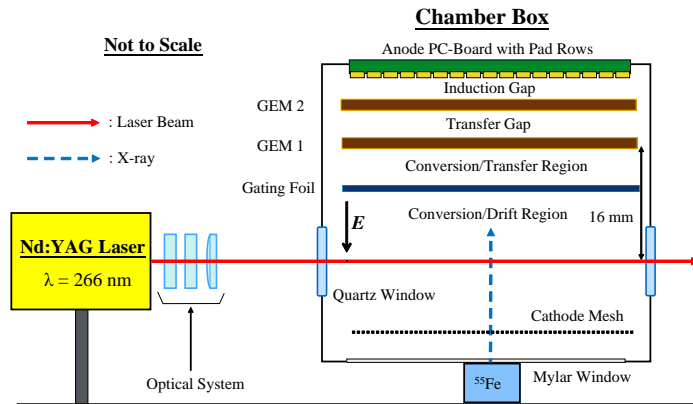 Chamber Box
Not to Scale
Anode PC-Board with Pad Rows
Induction Gap
GEM 2
Transfer Gap
: Laser Beam
GEM 1
: X-ray
Conversion/Transfer Region
Gating Foil
E
Conversion/Drift Region
16 mm
Nd:YAG Laser
λ = 266 nm
Quartz Window
Cathode Mesh
Optical System
⁵⁵Fe
Mylar Window